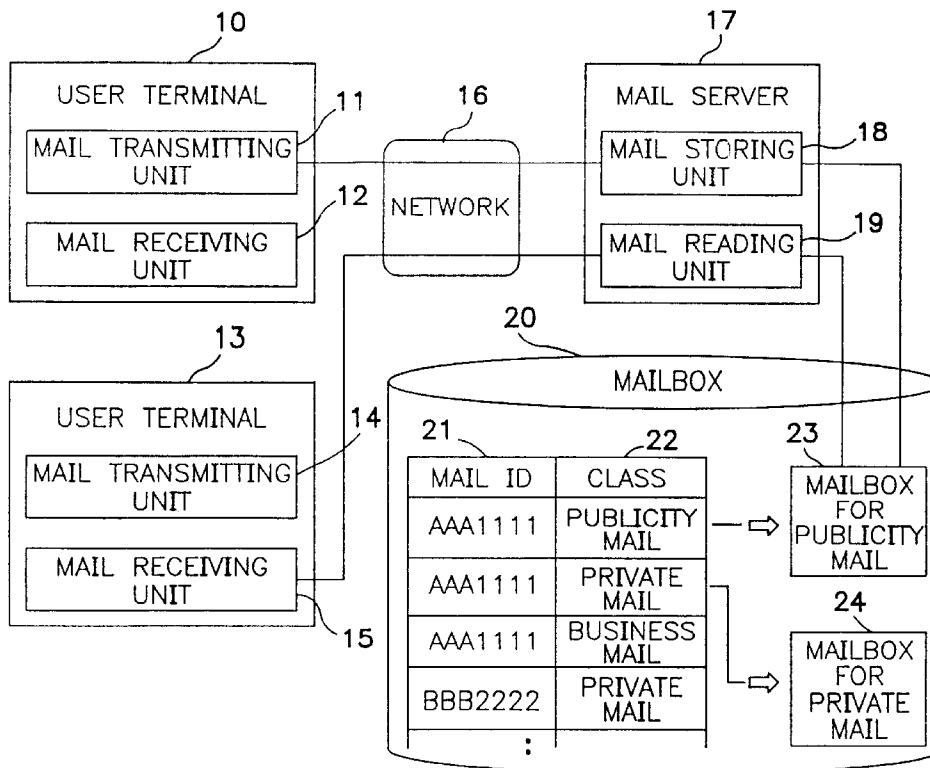 10
USER TERMINAL
11
MAIL TRANSMITTING
UNIT
12
MAIL RECEIVING
UNIT
16
NETWORK
17
MAIL SERVER
18
MAIL STORING
UNIT
19
MAIL READING
UNIT
13
USER TERMINAL
14
MAIL TRANSMITTING
UNIT
MAIL RECEIVING
UNIT
15
20
MAILBOX
21
22
MAIL ID
CLASS
AAA1111
PUBLICITY
MAIL
AAA1111
PRIVATE
MAIL
AAA1111
BUSINESS
MAIL
BBB2222
PRIVATE
MAIL
:
23
MAILBOX
FOR
PUBLICITY
MAIL
24
MAILBOX
FOR
PRIVATE
MAIL